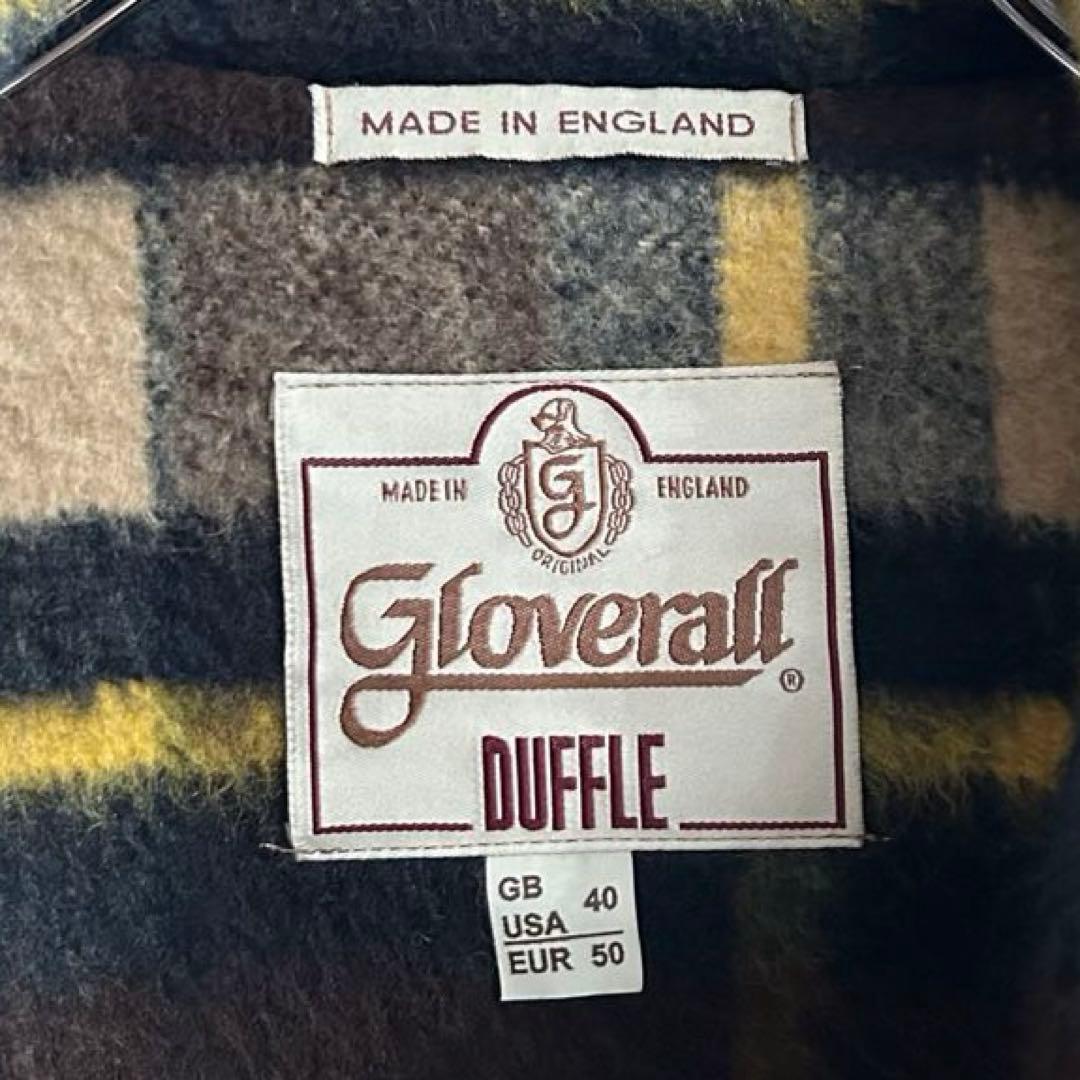 MADE IN ENGLAND
MADE IN ENGLAND
G
ORIGINAL
Gloverall®
DUFFLE
GB
USA 40
EUR 50